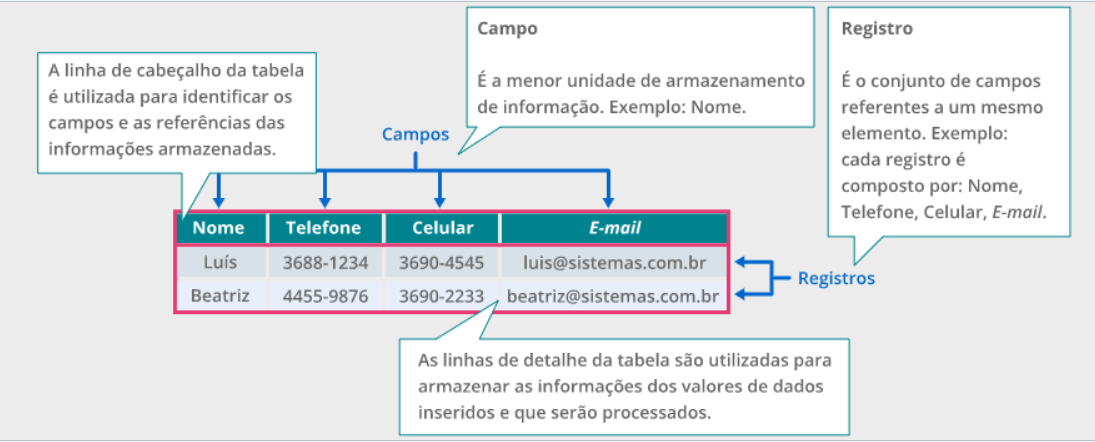 A linha de cabeçalho da tabela
é utilizada para identificar os
campos e as referências das
informações armazenadas.
Campo
É a menor unidade de armazenamento
de informação. Exemplo: Nome.
Registro
É o conjunto de campos
referentes a um mesmo
elemento. Exemplo:
cada registro é
composto por: Nome,
Telefone, Celular, E-mail.
Campos
Nome Telefone Celular E-mail
Luís 3688-1234 3690-4545 luis@sistemas.com.br
Beatriz 4455-9876 3690-2233 beatriz@sistemas.com.br
Registros
As linhas de detalhe da tabela são utilizadas para
armazenar as informações dos valores de dados
inseridos e que serão processados.